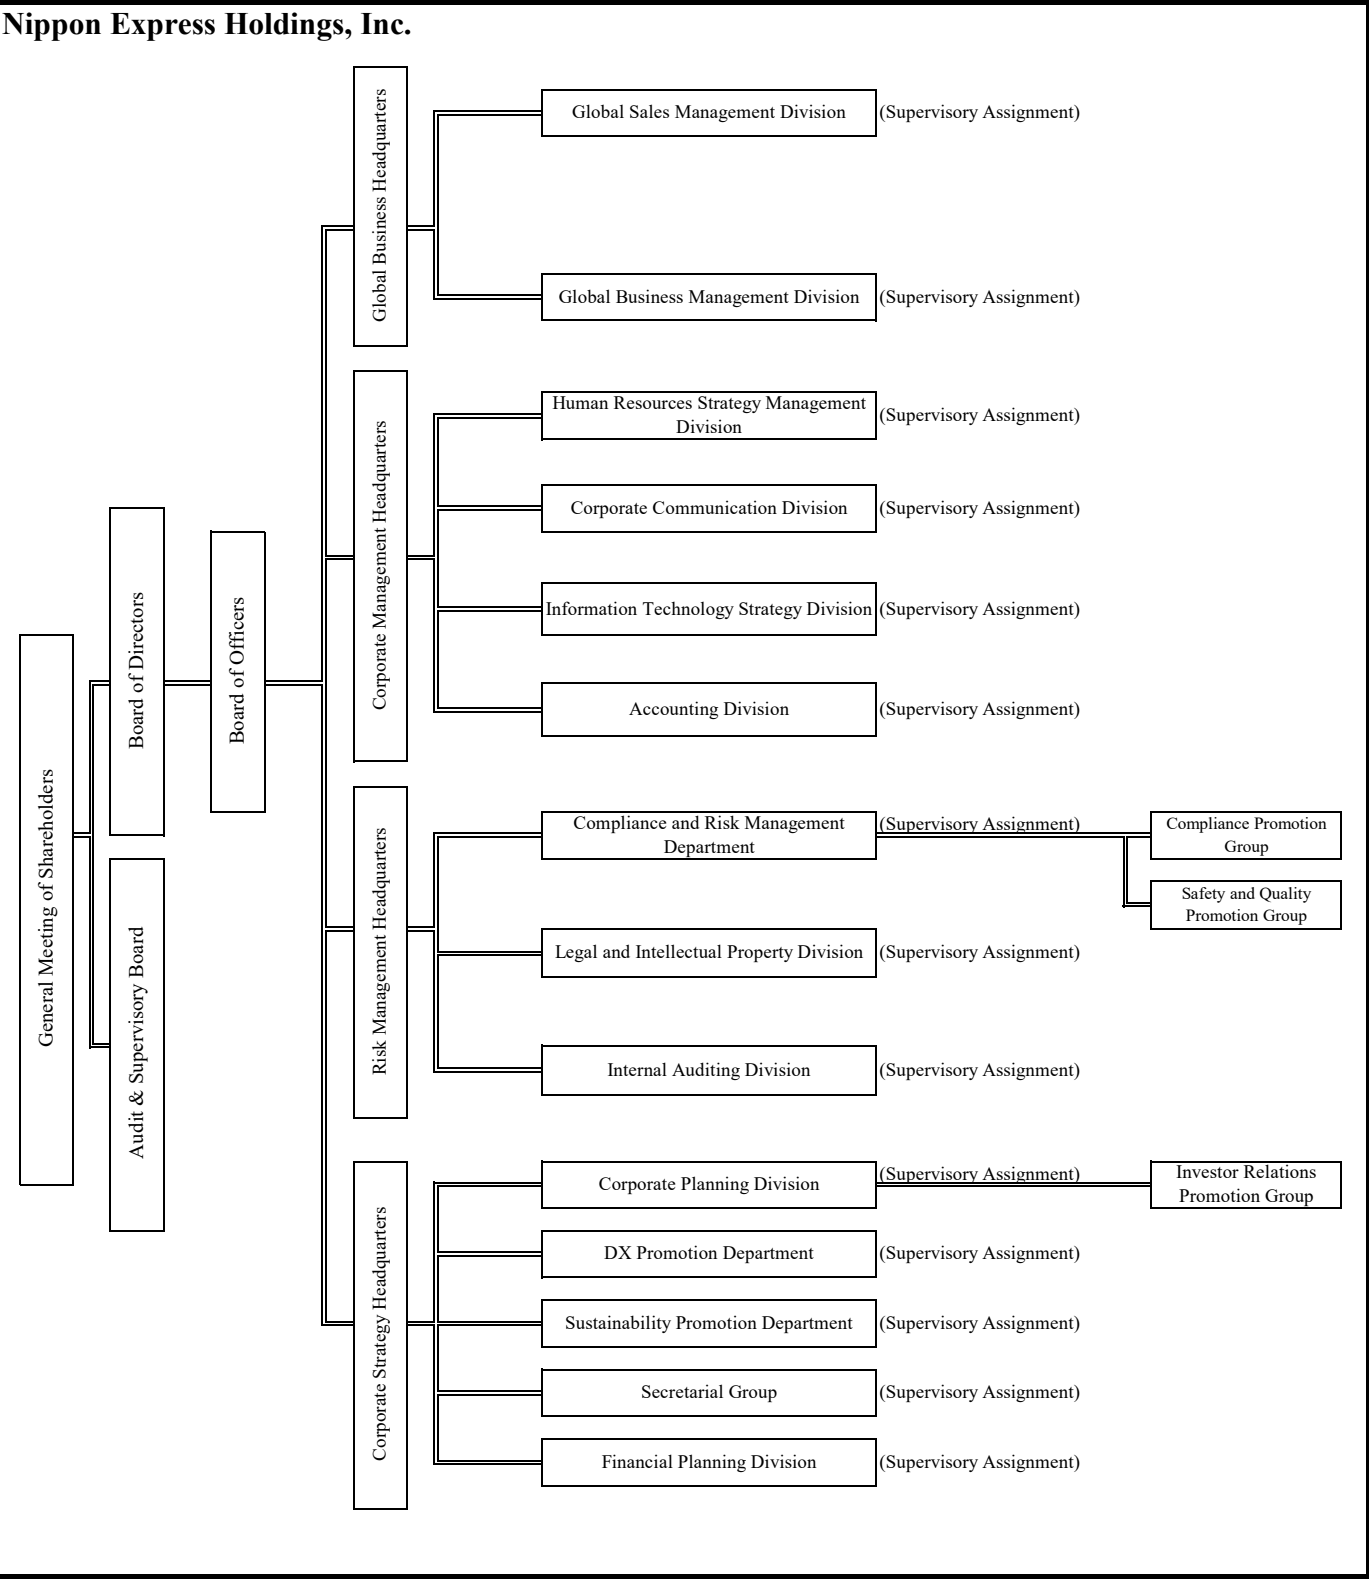 Nippon Express Holdings, Inc.
General Meeting of Shareholders
Board of Directors
Audit & Supervisory Board
Board of Officers
Global Business Headquarters
Global Sales Management Division
(Supervisory Assignment)
Global Business Management Division
(Supervisory Assignment)
Corporate Management Headquarters
Human Resources Strategy Management
Division
(Supervisory Assignment)
Corporate Communication Division
(Supervisory Assignment)
Information Technology Strategy Division
(Supervisory Assignment)
Accounting Division
(Supervisory Assignment)
Risk Management Headquarters
Compliance and Risk Management
Department
(Supervisory Assignment)
Compliance Promotion
Group
Safety and Quality
Promotion Group
Legal and Intellectual Property Division
(Supervisory Assignment)
Internal Auditing Division
(Supervisory Assignment)
Corporate Strategy Headquarters
Corporate Planning Division
(Supervisory Assignment)
Investor Relations
Promotion Group
DX Promotion Department
(Supervisory Assignment)
Sustainability Promotion Department
(Supervisory Assignment)
Secretarial Group
(Supervisory Assignment)
Financial Planning Division
(Supervisory Assignment)